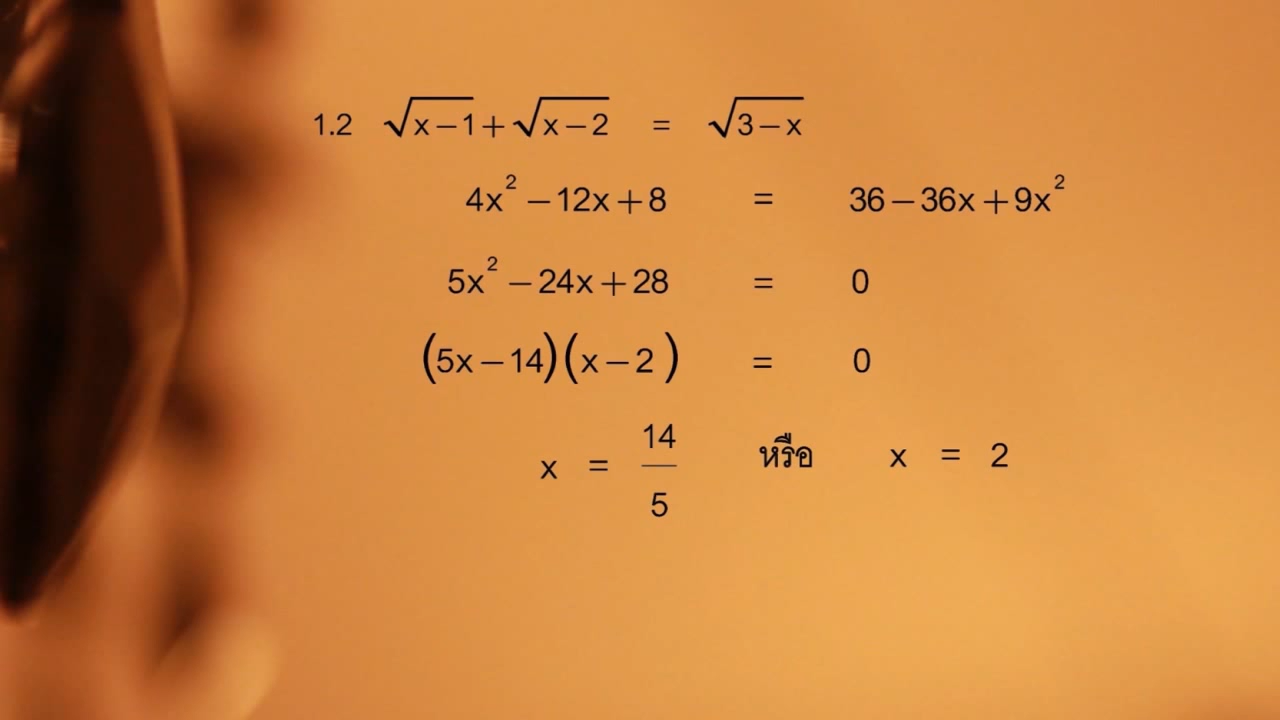 1.2 √(x−1) + √(x−2) = √(3−x)
4x² − 12x + 8 = 36 − 36x + 9x²
5x² − 24x + 28 = 0
(5x − 14)(x − 2) = 0
x = 14/5 หรือ x = 2